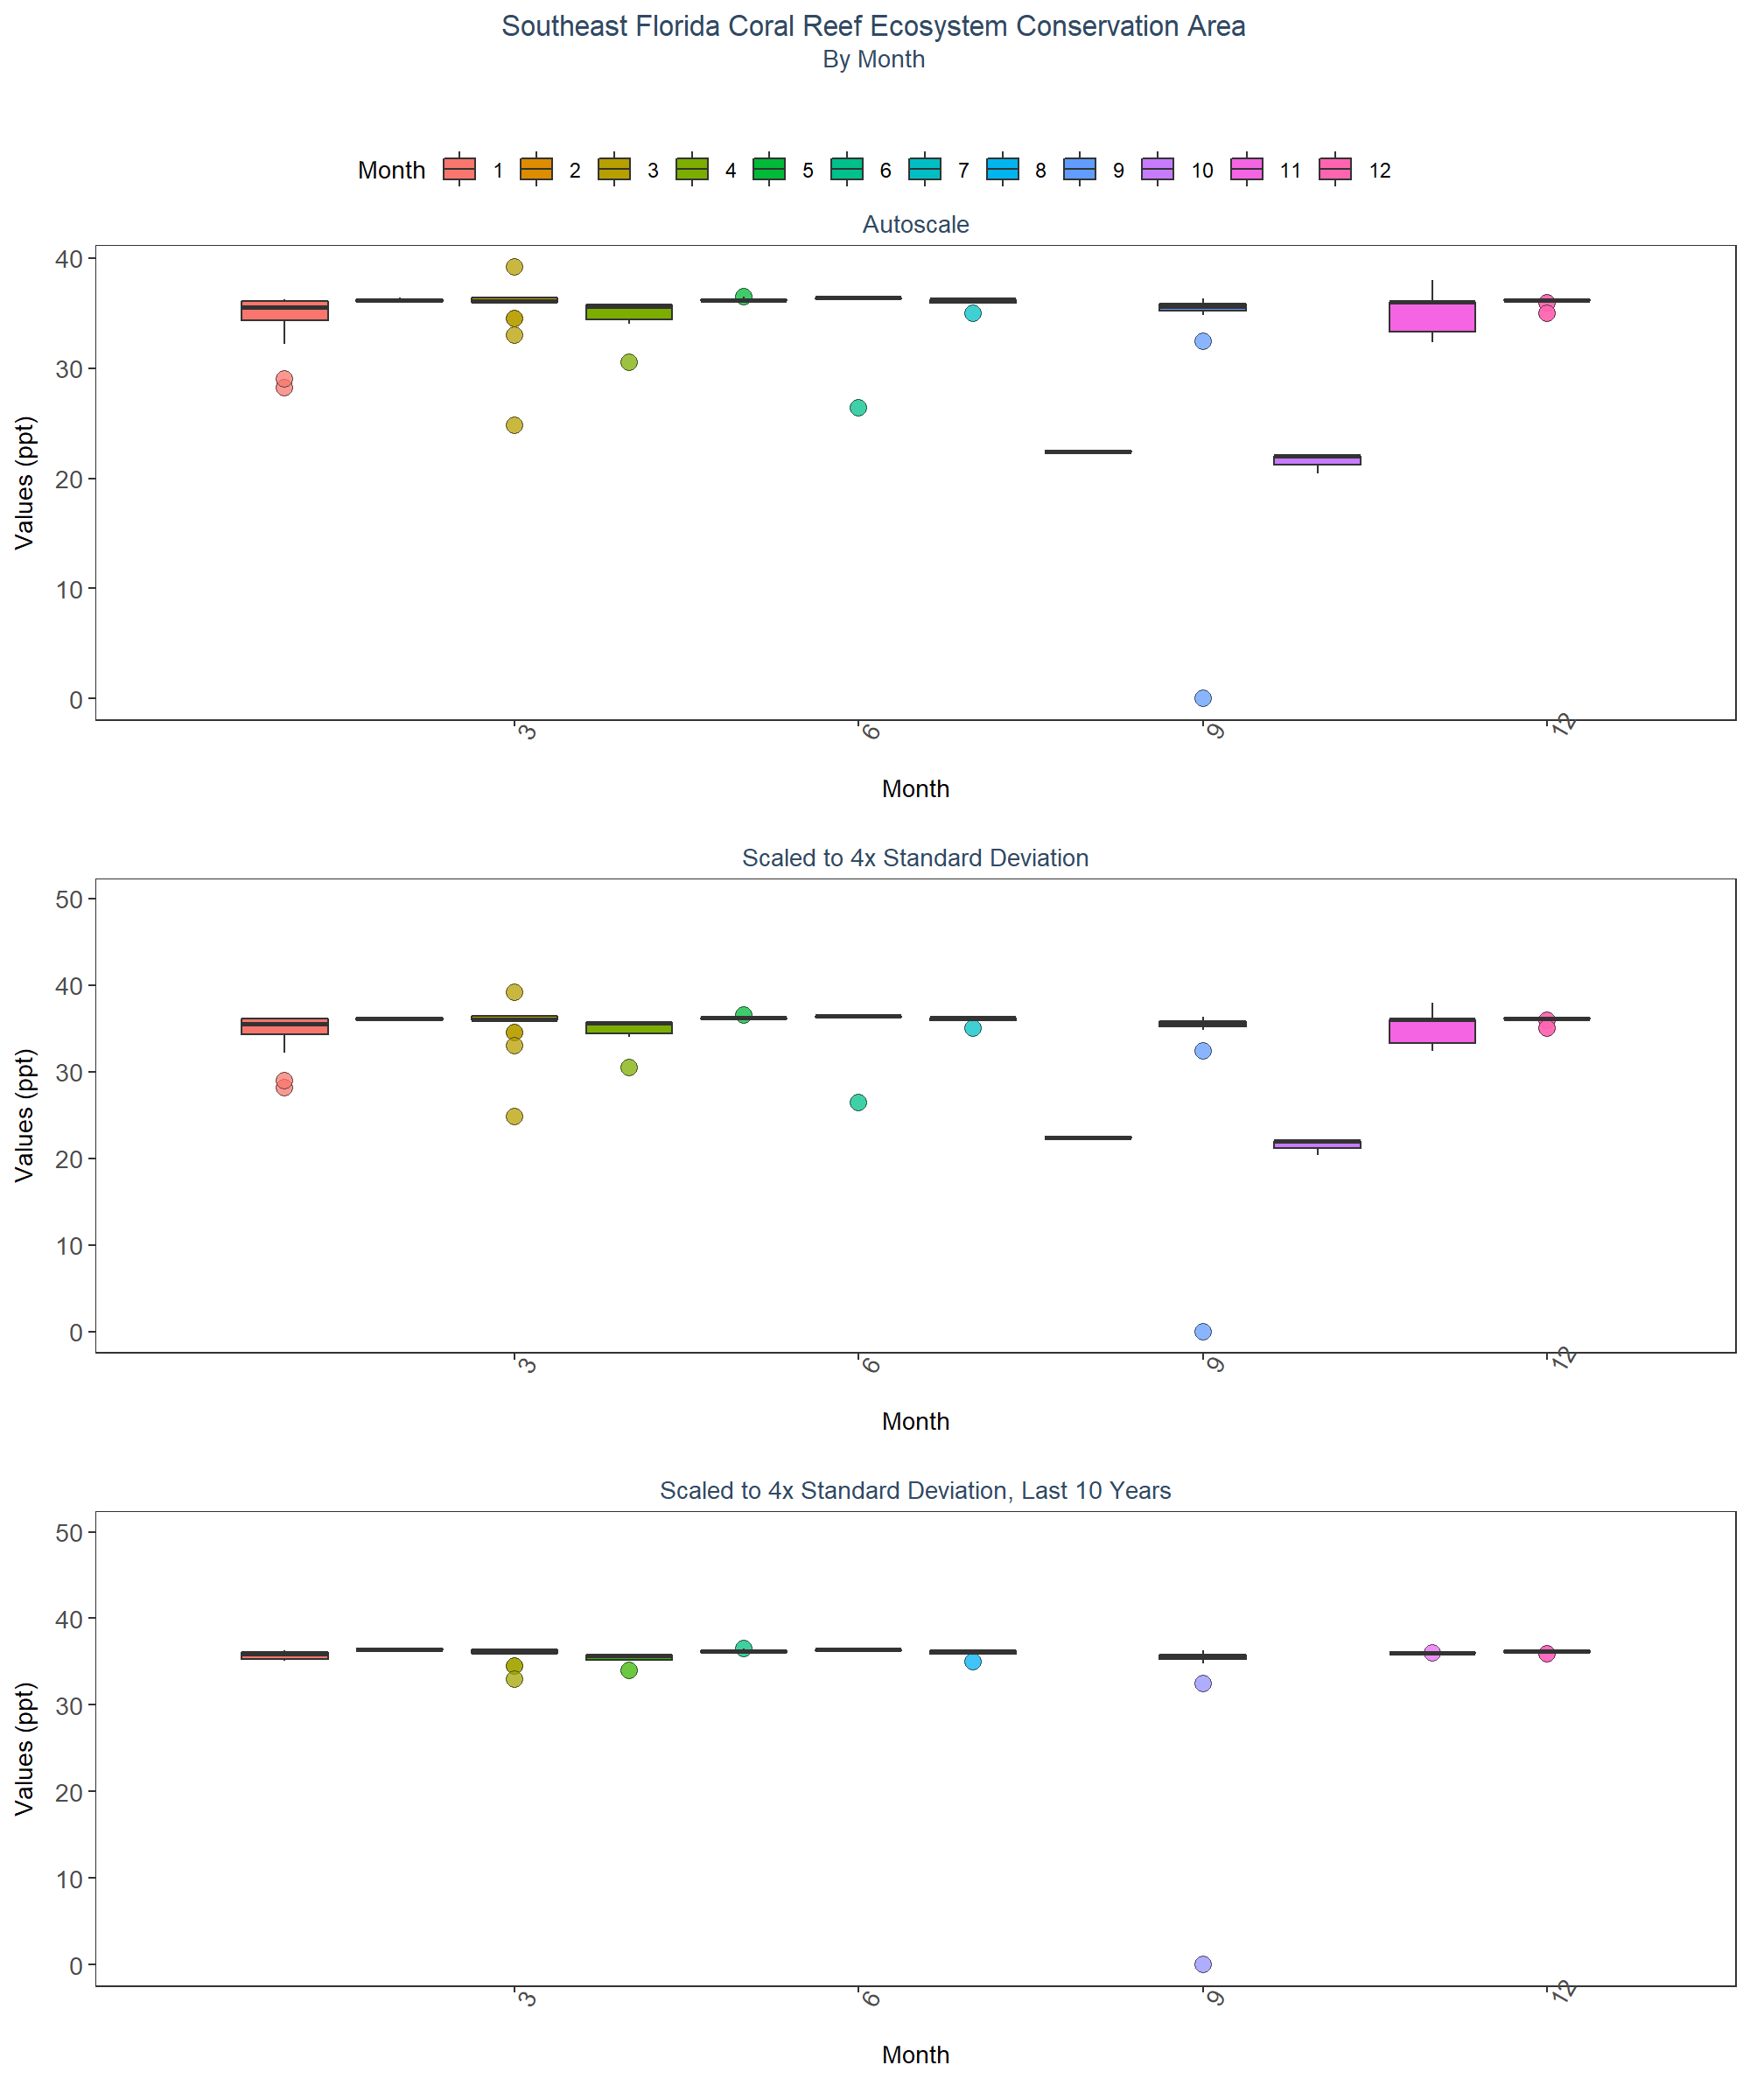 Southeast Florida Coral Reef Ecosystem Conservation Area
By Month
Month 1 2 3 4 5 6 7 8 9 10 11 12
Autoscale
40
30
20
10
0
Values (ppt)
3 6 9 12
Month
Scaled to 4x Standard Deviation
50
40
30
20
10
0
Values (ppt)
3 6 9 12
Month
Scaled to 4x Standard Deviation, Last 10 Years
50
40
30
20
10
0
Values (ppt)
3 6 9 12
Month